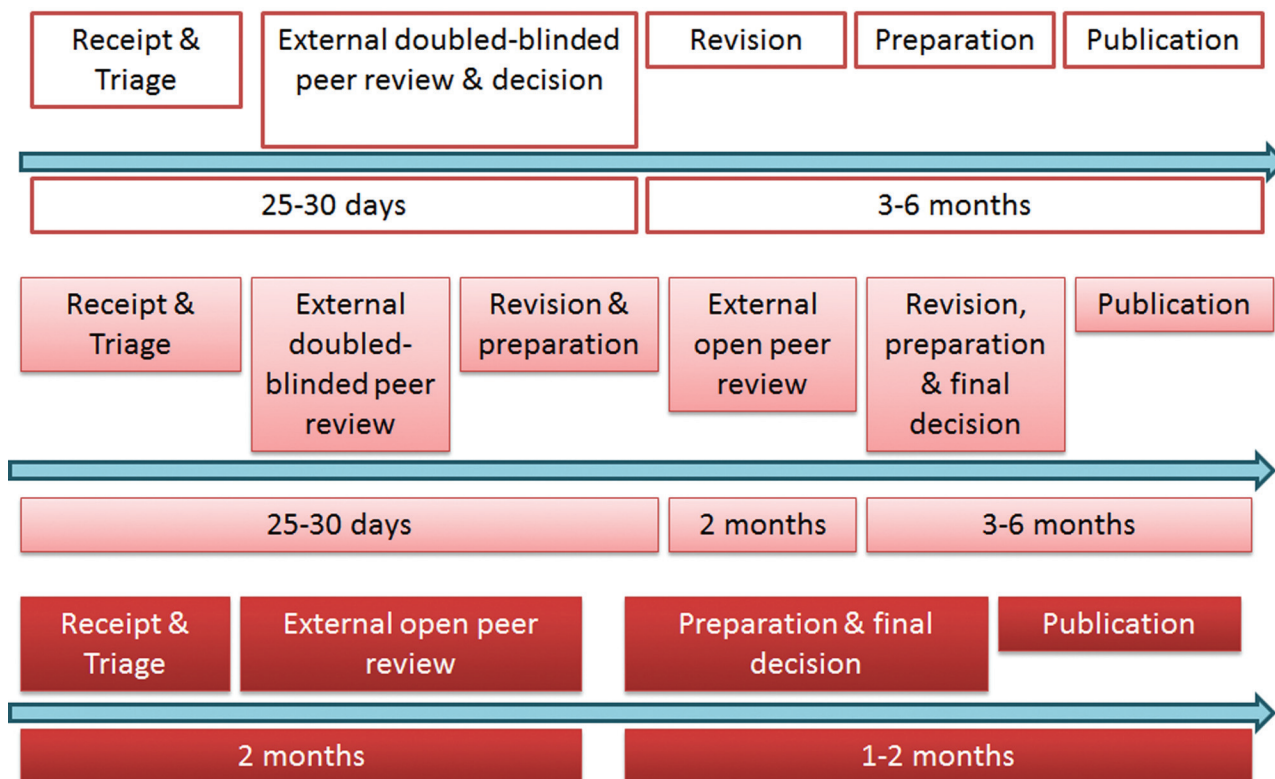 Receipt &
Triage
External doubled-blinded
peer review & decision
Revision
Preparation
Publication
25-30 days
3-6 months
Receipt &
Triage
External
doubled-
blinded peer
review
Revision &
preparation
External
open peer
review
Revision,
preparation
& final
decision
Publication
25-30 days
2 months
3-6 months
Receipt &
Triage
External open peer
review
Preparation & final
decision
Publication
2 months
1-2 months